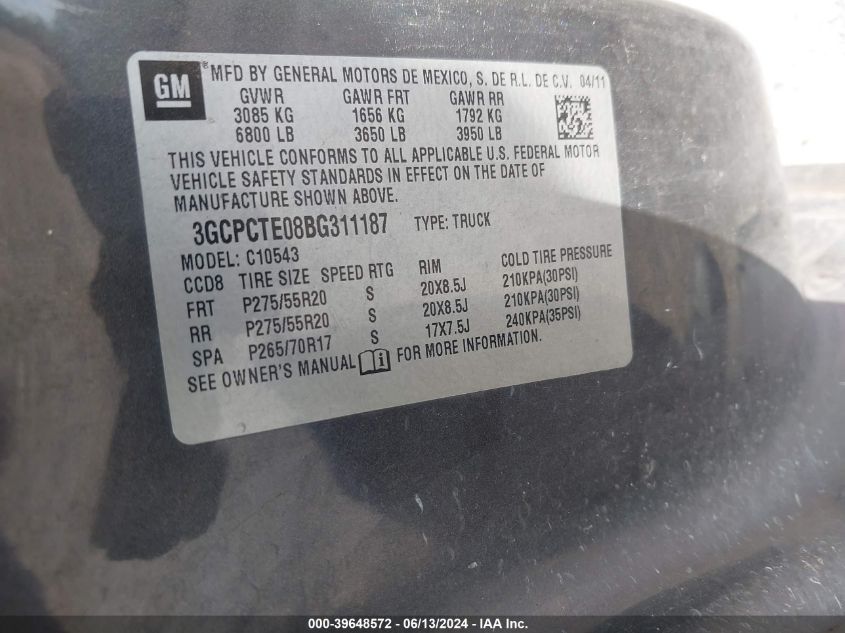 GM
MFD BY GENERAL MOTORS DE MEXICO, S. DE R.L. DE C.V. 04/11
GVWR GAWR FRT GAWR RR
3085 KG 1656 KG 1792 KG
6800 LB 3650 LB 3950 LB
THIS VEHICLE CONFORMS TO ALL APPLICABLE U.S. FEDERAL MOTOR
VEHICLE SAFETY STANDARDS IN EFFECT ON THE DATE OF
MANUFACTURE SHOWN ABOVE.
3GCPCTE08BG311187 TYPE: TRUCK
MODEL: C10543
CCD8 TIRE SIZE SPEED RTG RIM COLD TIRE PRESSURE
FRT P275/55R20 S 20X8.5J 210KPA(30PSI)
RR P275/55R20 S 20X8.5J 210KPA(30PSI)
SPA P265/70R17 S 17X7.5J 240KPA(35PSI)
SEE OWNER'S MANUAL FOR MORE INFORMATION.
000-39648572 - 06/13/2024 - IAA Inc.